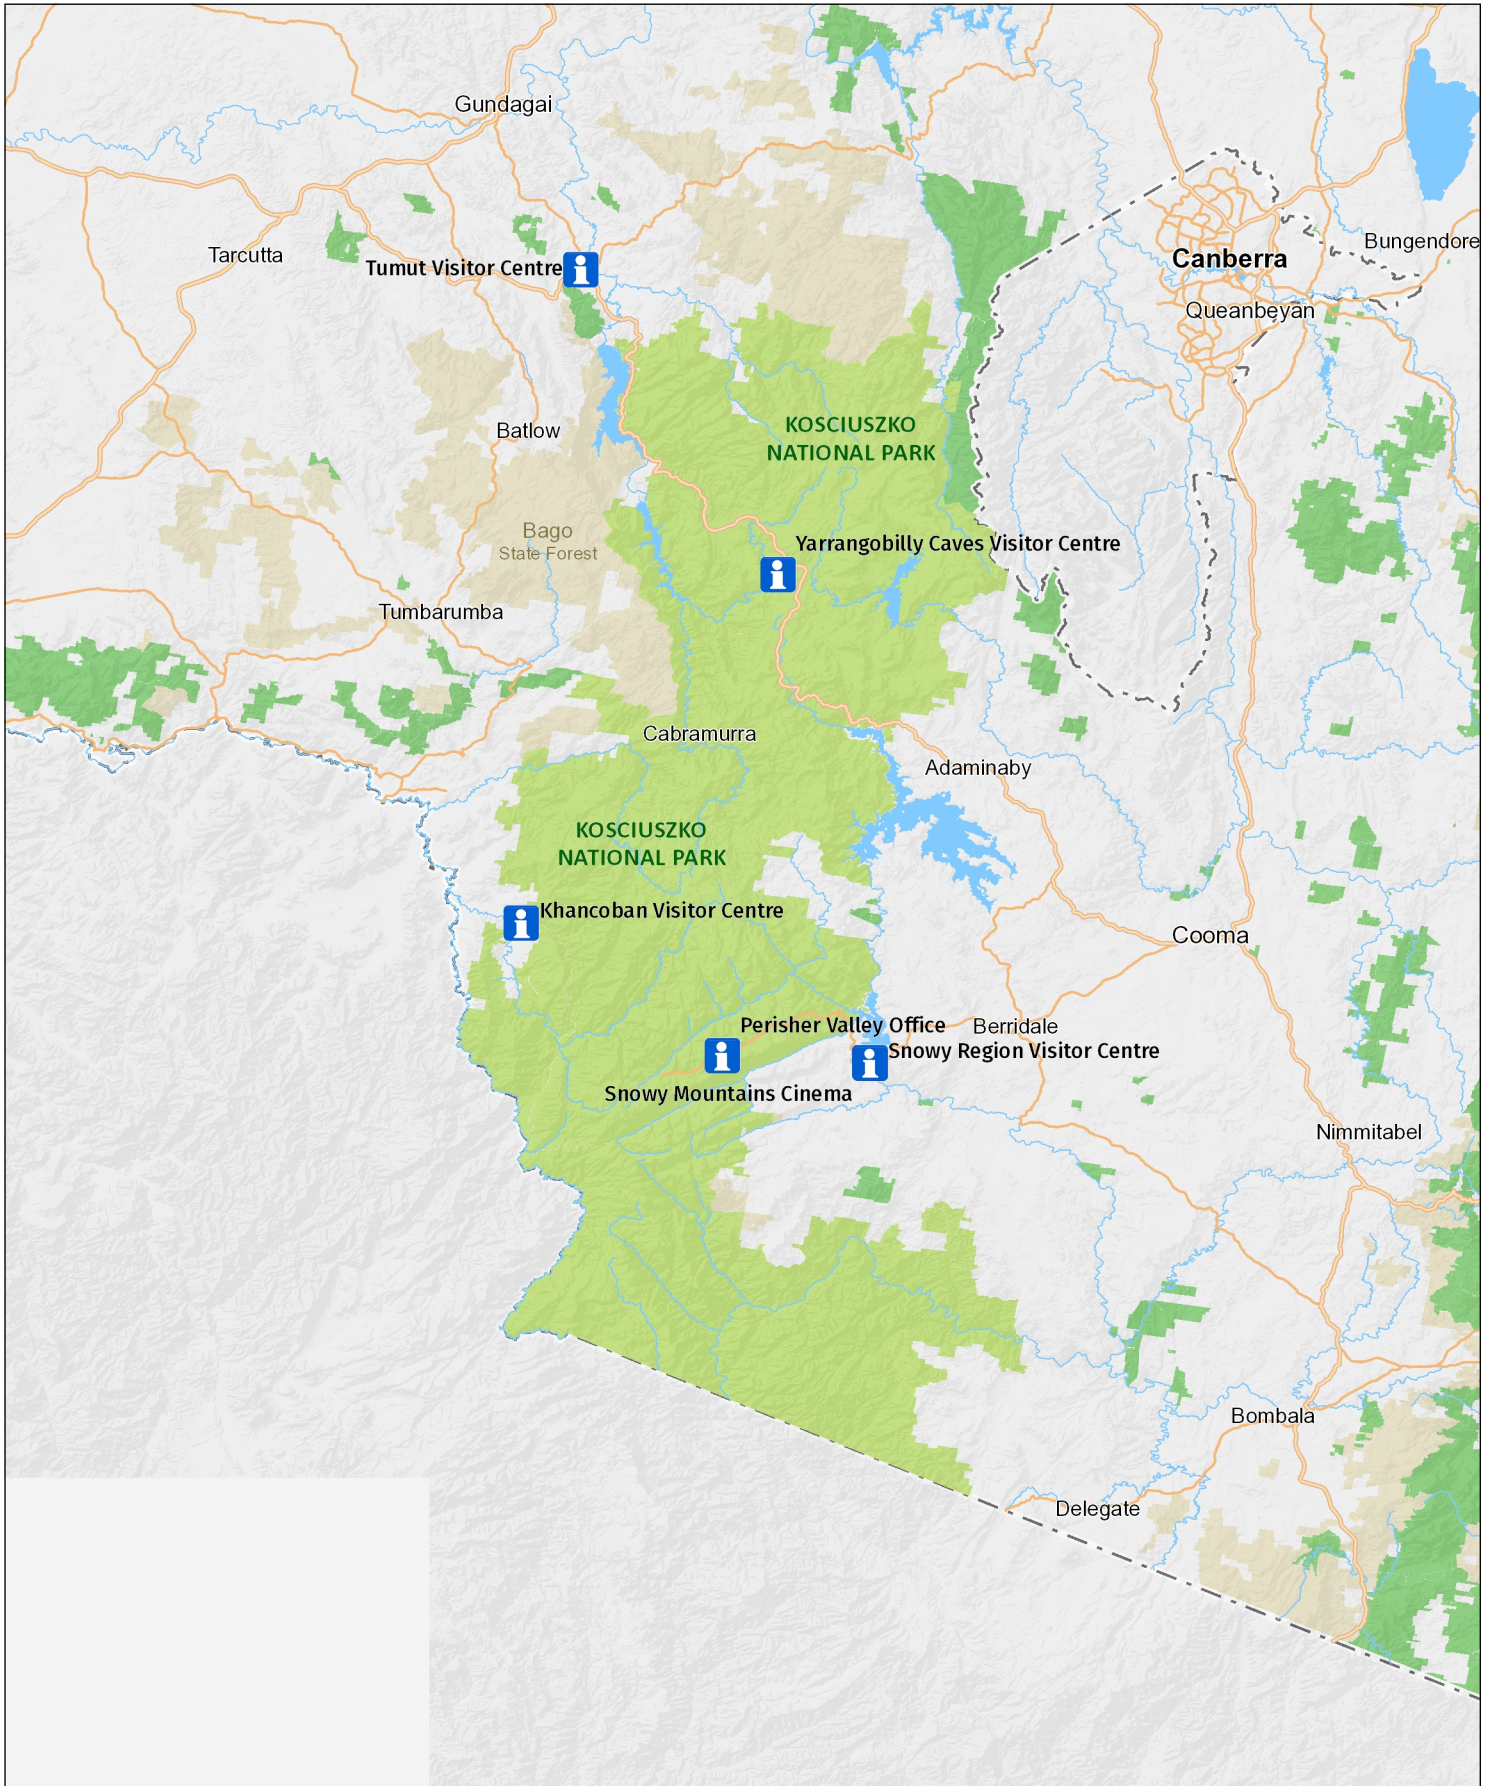 Gundagai
Tarcutta
Tumut Visitor Centre
Canberra
Bungendore
Queanbeyan
Batlow
KOSCIUSZKO
NATIONAL PARK
Bago
State Forest
Yarrangobilly Caves Visitor Centre
Tumbarumba
Cabramurra
Adaminaby
KOSCIUSZKO
NATIONAL PARK
Khancoban Visitor Centre
Cooma
Perisher Valley Office
Berridale
Snowy Region Visitor Centre
Snowy Mountains Cinema
Nimmitabel
Bombala
Delegate